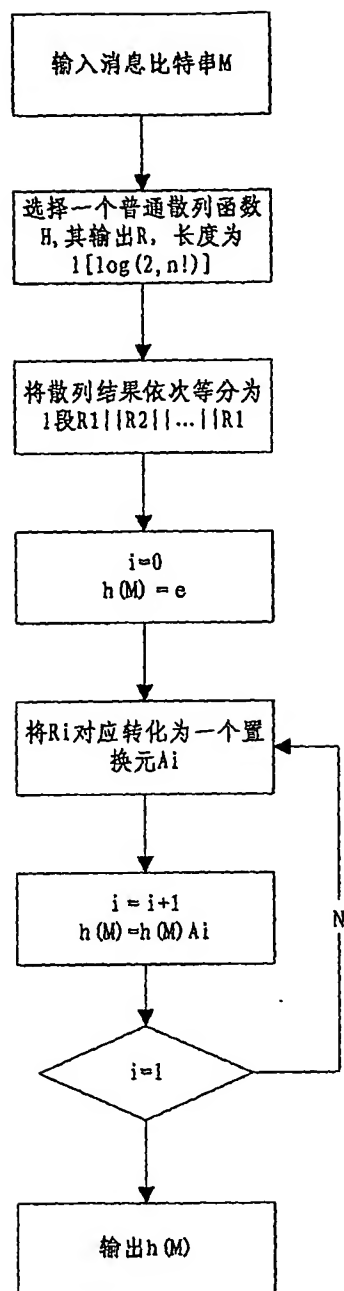 输入消息比特串M
选择一个普通散列函数
H,其输出R, 长度为
l[log(2,n!)]
将散列结果依次等分为
l段R1||R2||…||Rl
i=0
h(M)=e
将Ri对应转化为一个置
换元Ai
i=i+1
h(M)=h(M)Ai
N
i=l
输出h(M)